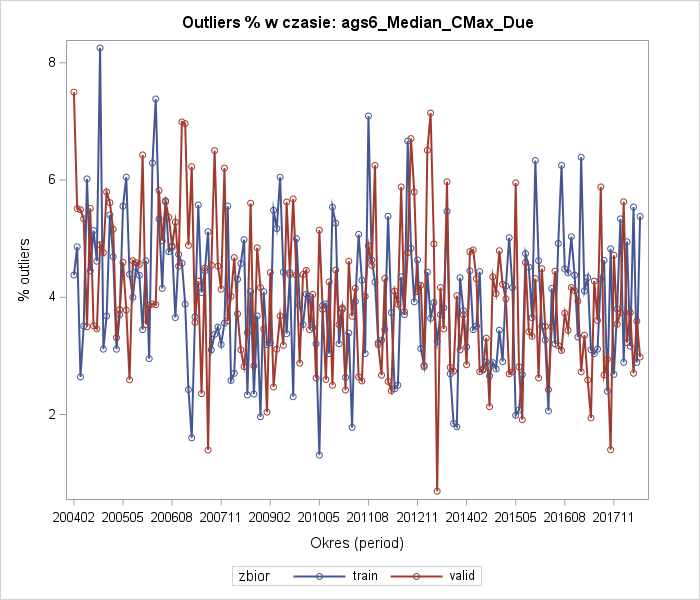 Outliers % w czasie: ags6_Median_CMax_Due
% outliers
8
6
4
2
200402 200505 200608 200711 200902 201005 201108 201211 201402 201505 201608 201711
Okres (period)
zbior train valid